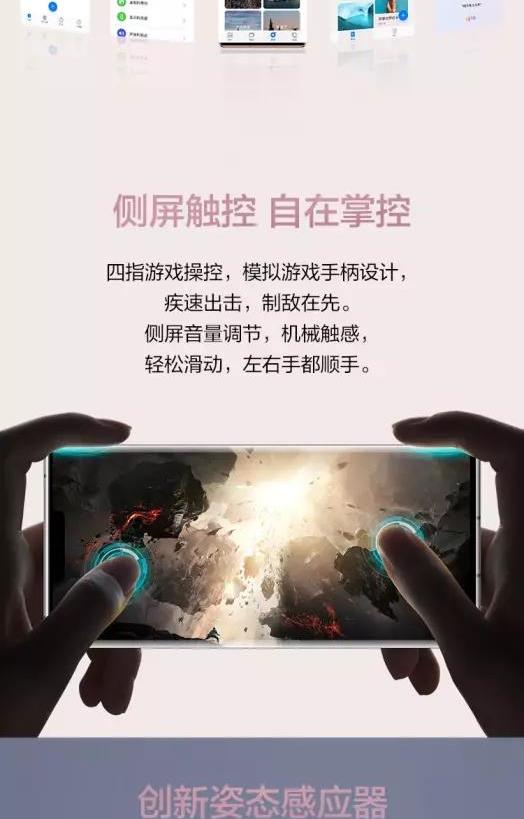 侧屏触控 自在掌控
四指游戏操控，模拟游戏手柄设计，
疾速出击，制敌在先。
侧屏音量调节，机械触感，
轻松滑动，左右手都顺手。
创新姿态感应器